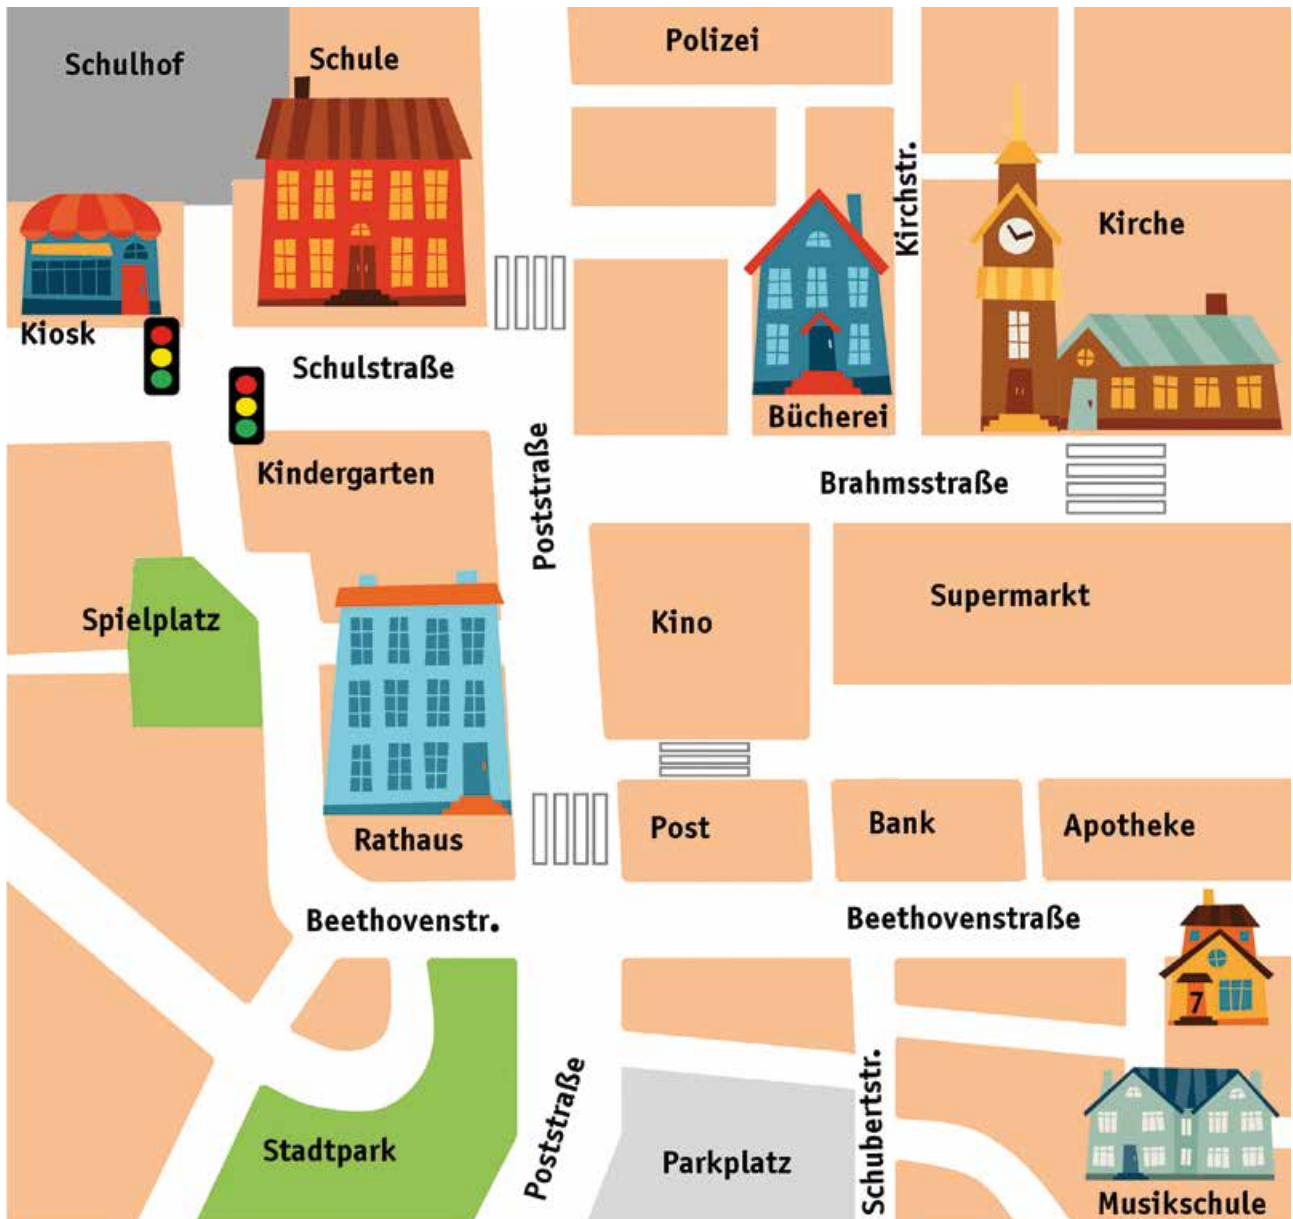 Polizei
Schule
Schulhof
Kirchstr.
Kirche
Kiosk
Schulstraße
Bücherei
Kindergarten
Poststraße
Brahmsstraße
Supermarkt
Spielplatz
Kino
Post
Bank
Apotheke
Rathaus
Beethovenstr.
Beethovenstraße
7
Poststraße
Schubertstr.
Stadtpark
Parkplatz
Musikschule